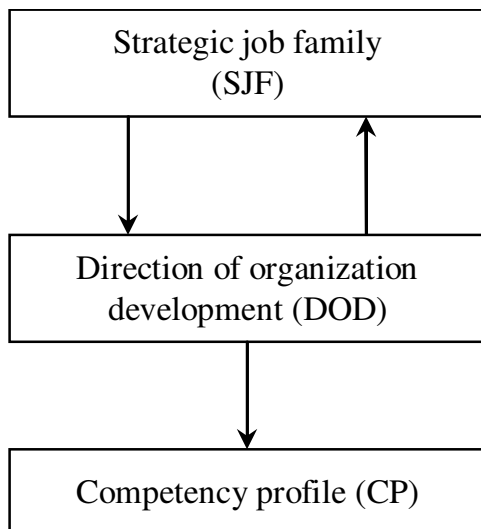 Strategic job family
(SJF)
Direction of organization
development (DOD)
Competency profile (CP)